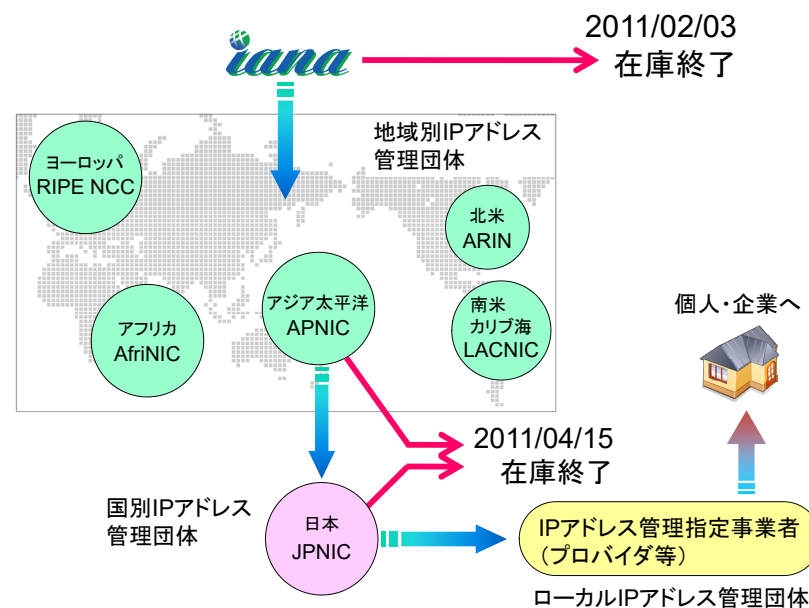 iana
2011/02/03
在庫終了
地域別IPアドレス
管理団体
ヨーロッパ
RIPE NCC
北米
ARIN
アジア太平洋
APNIC
南米
カリブ海
LACNIC
アフリカ
AfriNIC
個人・企業へ
2011/04/15
在庫終了
国別IPアドレス
管理団体
日本
JPNIC
IPアドレス管理指定事業者
(プロバイダ等)
ローカルIPアドレス管理団体